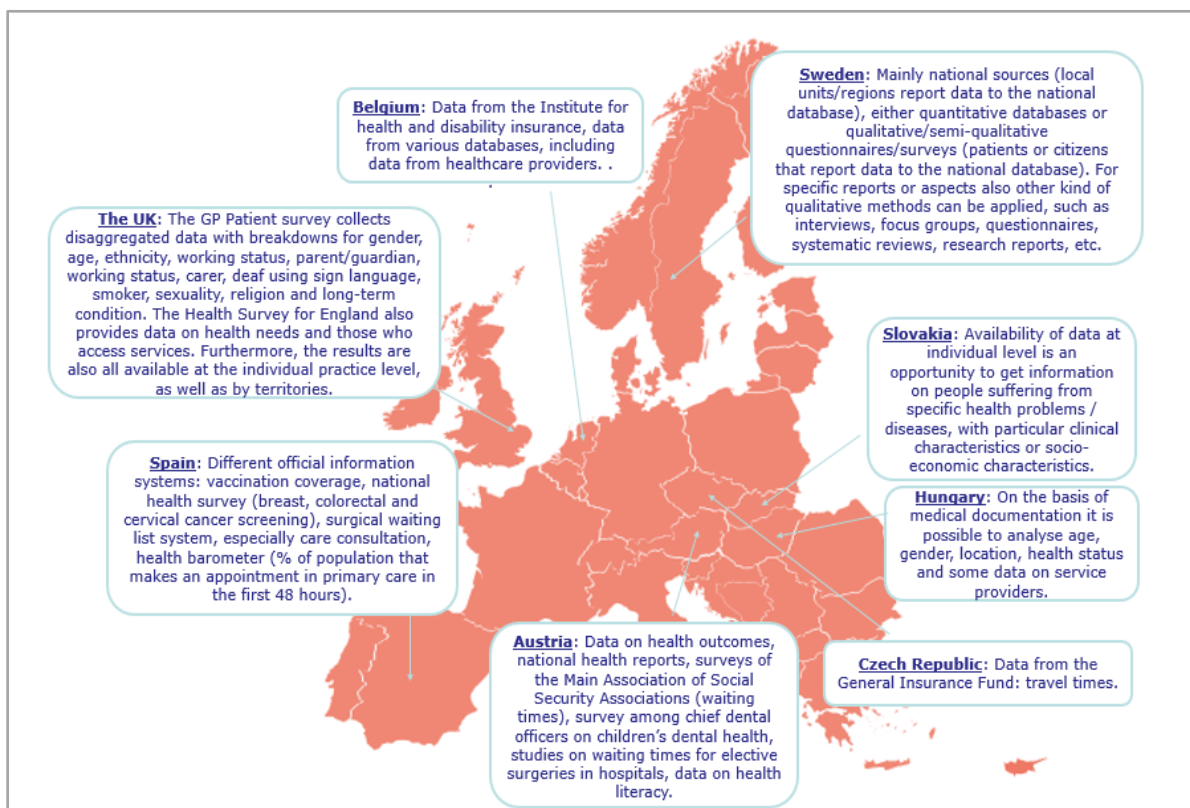 Sweden: Mainly national sources (local
units/regions report data to the national
database), either quantitative databases or
qualitative/semi-qualitative
questionnaires/surveys (patients or citizens
that report data to the national database). For
specific reports or aspects also other kind of
qualitative methods can be applied, such as
interviews, focus groups, questionnaires,
systematic reviews, research reports, etc.
Belgium: Data from the Institute for
health and disability insurance, data
from various databases, including
data from healthcare providers. .
.
The UK: The GP Patient survey collects
disaggregated data with breakdowns for gender,
age, ethnicity, working status, parent/guardian,
working status, carer, deaf using sign language,
smoker, sexuality, religion and long-term
condition. The Health Survey for England also
provides data on health needs and those who
access services. Furthermore, the results are
also all available at the individual practice level,
as well as by territories.
Slovakia: Availability of data at
individual level is an
opportunity to get information
on people suffering from
specific health problems /
diseases, with particular clinical
characteristics or socio-
economic characteristics.
Spain: Different official information
systems: vaccination coverage, national
health survey (breast, colorectal and
cervical cancer screening), surgical waiting
list system, especially care consultation,
health barometer (% of population that
makes an appointment in primary care in
the first 48 hours).
Hungary: On the basis of
medical documentation it is
possible to analyse age,
gender, location, health status
and some data on service
providers.
Austria: Data on health outcomes,
national health reports, surveys of
the Main Association of Social
Security Associations (waiting
times), survey among chief dental
officers on children's dental health,
studies on waiting times for elective
surgeries in hospitals, data on health
literacy.
Czech Republic: Data from the
General Insurance Fund: travel times.